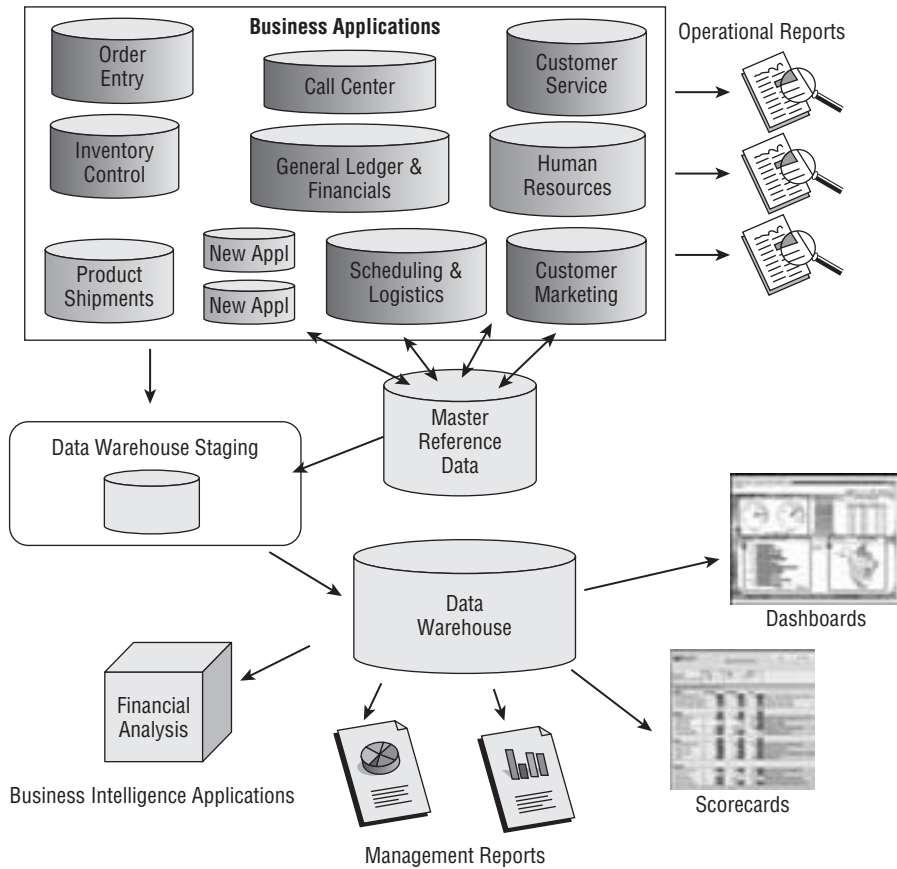 Business Applications
Operational Reports
Order
Entry
Call Center
Customer
Service
Inventory
Control
General Ledger &
Financials
Human
Resources
Product
Shipments
New Appl
New Appl
Scheduling &
Logistics
Customer
Marketing
Master
Reference
Data
Data Warehouse Staging
Data
Warehouse
Dashboards
Financial
Analysis
Business Intelligence Applications
Scorecards
Management Reports